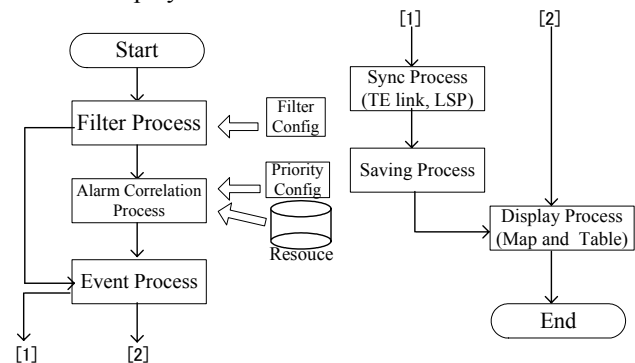 Start
Filter Process
Filter
Config
Alarm Correlation
Process
Priority
Config
Resouce
Event Process
[1]
[2]
[1]
[2]
Sync Process
(TE link, LSP)
Saving Process
Display Process
(Map and Table)
End